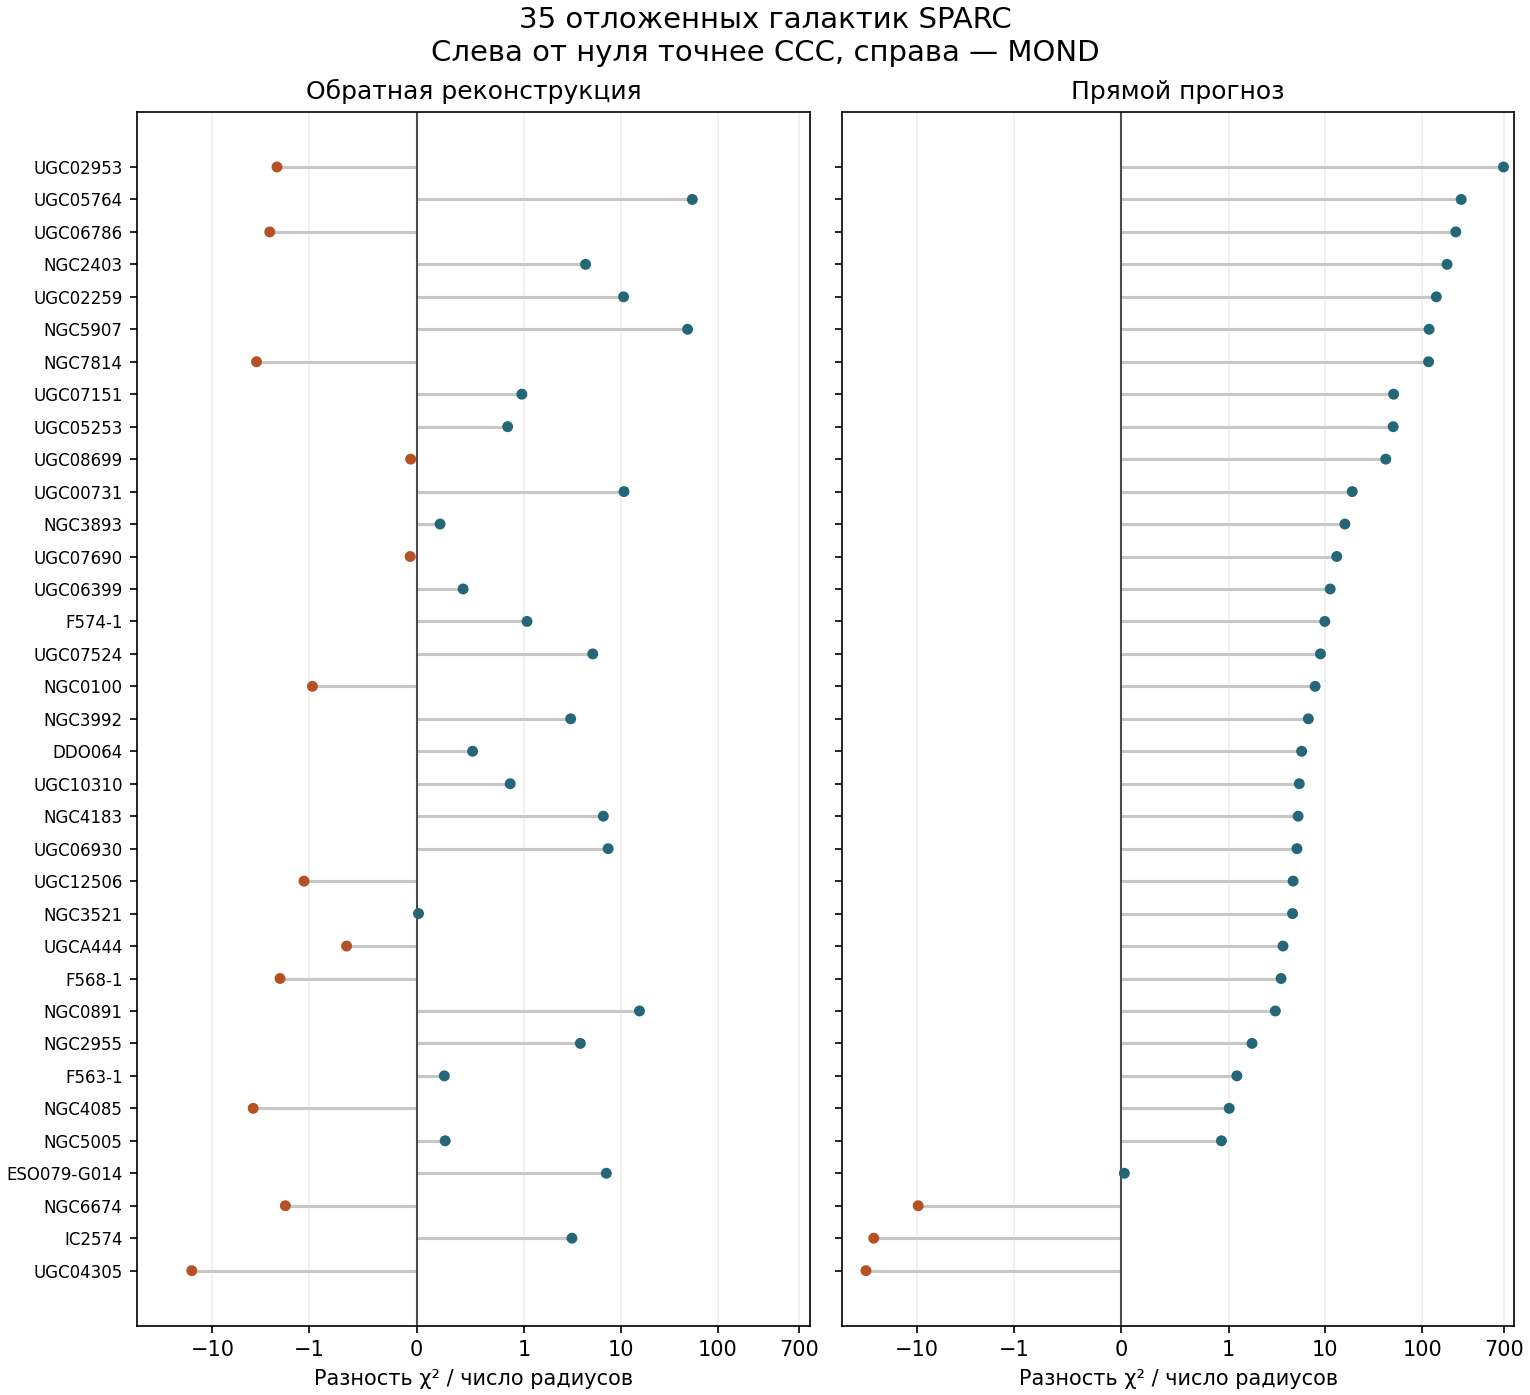 35 отложенных галактик SPARC
Слева от нуля точнее CCC, справа — MOND
Обратная реконструкция
Прямой прогноз
UGC02953
UGC05764
UGC06786
NGC2403
UGC02259
NGC5907
NGC7814
UGC07151
UGC05253
UGC08699
UGC00731
NGC3893
UGC07690
UGC06399
F574-1
UGC07524
NGC0100
NGC3992
DDO064
UGC10310
NGC4183
UGC06930
UGC12506
NGC3521
UGCA444
F568-1
NGC0891
NGC2955
F563-1
NGC4085
NGC5005
ESO079-G014
NGC6674
IC2574
UGC04305
−10 −1 0 1 10 100 700
−10 −1 0 1 10 100 700
Разность χ² / число радиусов
Разность χ² / число радиусов